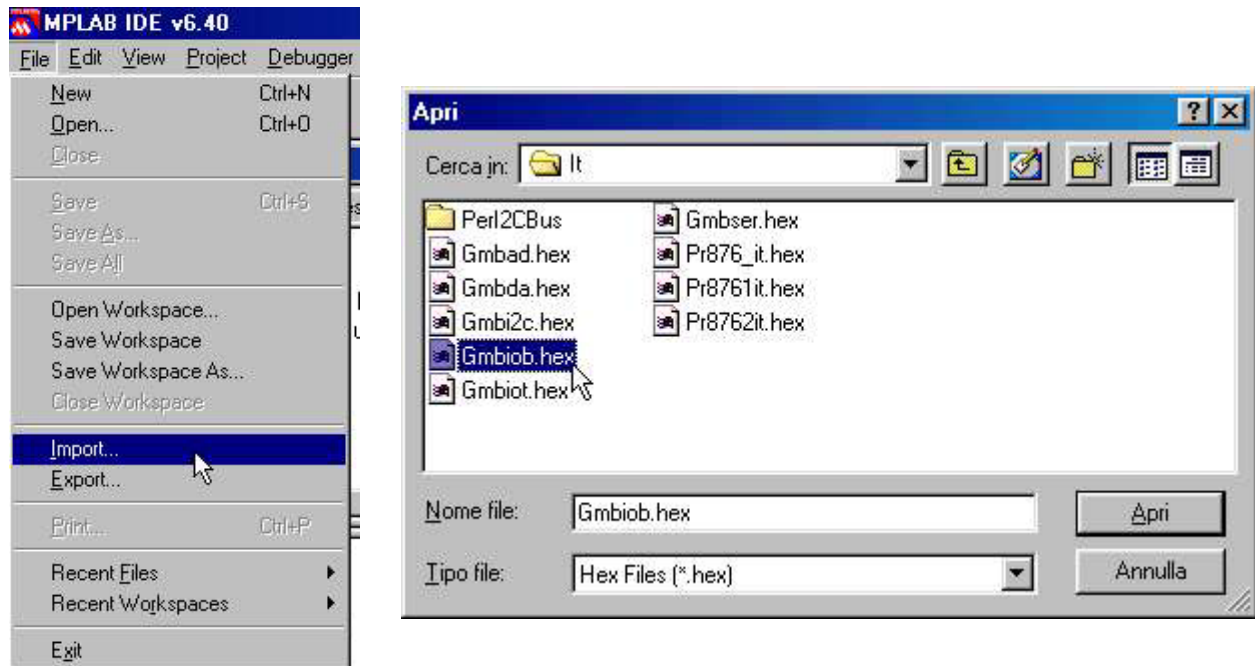 MPLAB IDE v6.40
File Edit View Project Debugger
New Ctrl+N
Open... Ctrl+O
Close
Save Ctrl+S
Save As...
Save All
Open Workspace...
Save Workspace
Save Workspace As...
Close Workspace
Import...
Export...
Print... Ctrl+P
Recent Files
Recent Workspaces
Exit
Apri
Cerca in: It
Perl2CBus
Gmbad.hex
Gmbda.hex
Gmbi2c.hex
Gmbiob.hex
Gmbiot.hex
Gmbser.hex
Pr876_it.hex
Pr8761it.hex
Pr8762it.hex
Nome file: Gmbiob.hex
Apri
Tipo file: Hex Files (*.hex)
Annulla